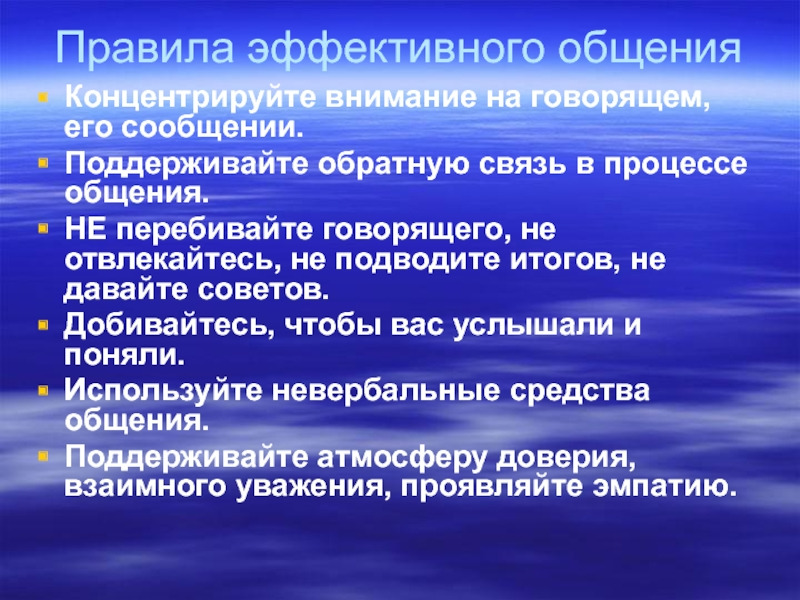 Правила эффективного общения
Концентрируйте внимание на говорящем,
его сообщении.
Поддерживайте обратную связь в процессе
общения.
НЕ перебивайте говорящего, не
отвлекайтесь, не подводите итогов, не
давайте советов.
Добивайтесь, чтобы вас услышали и
поняли.
Используйте невербальные средства
общения.
Поддерживайте атмосферу доверия,
взаимного уважения, проявляйте эмпатию.